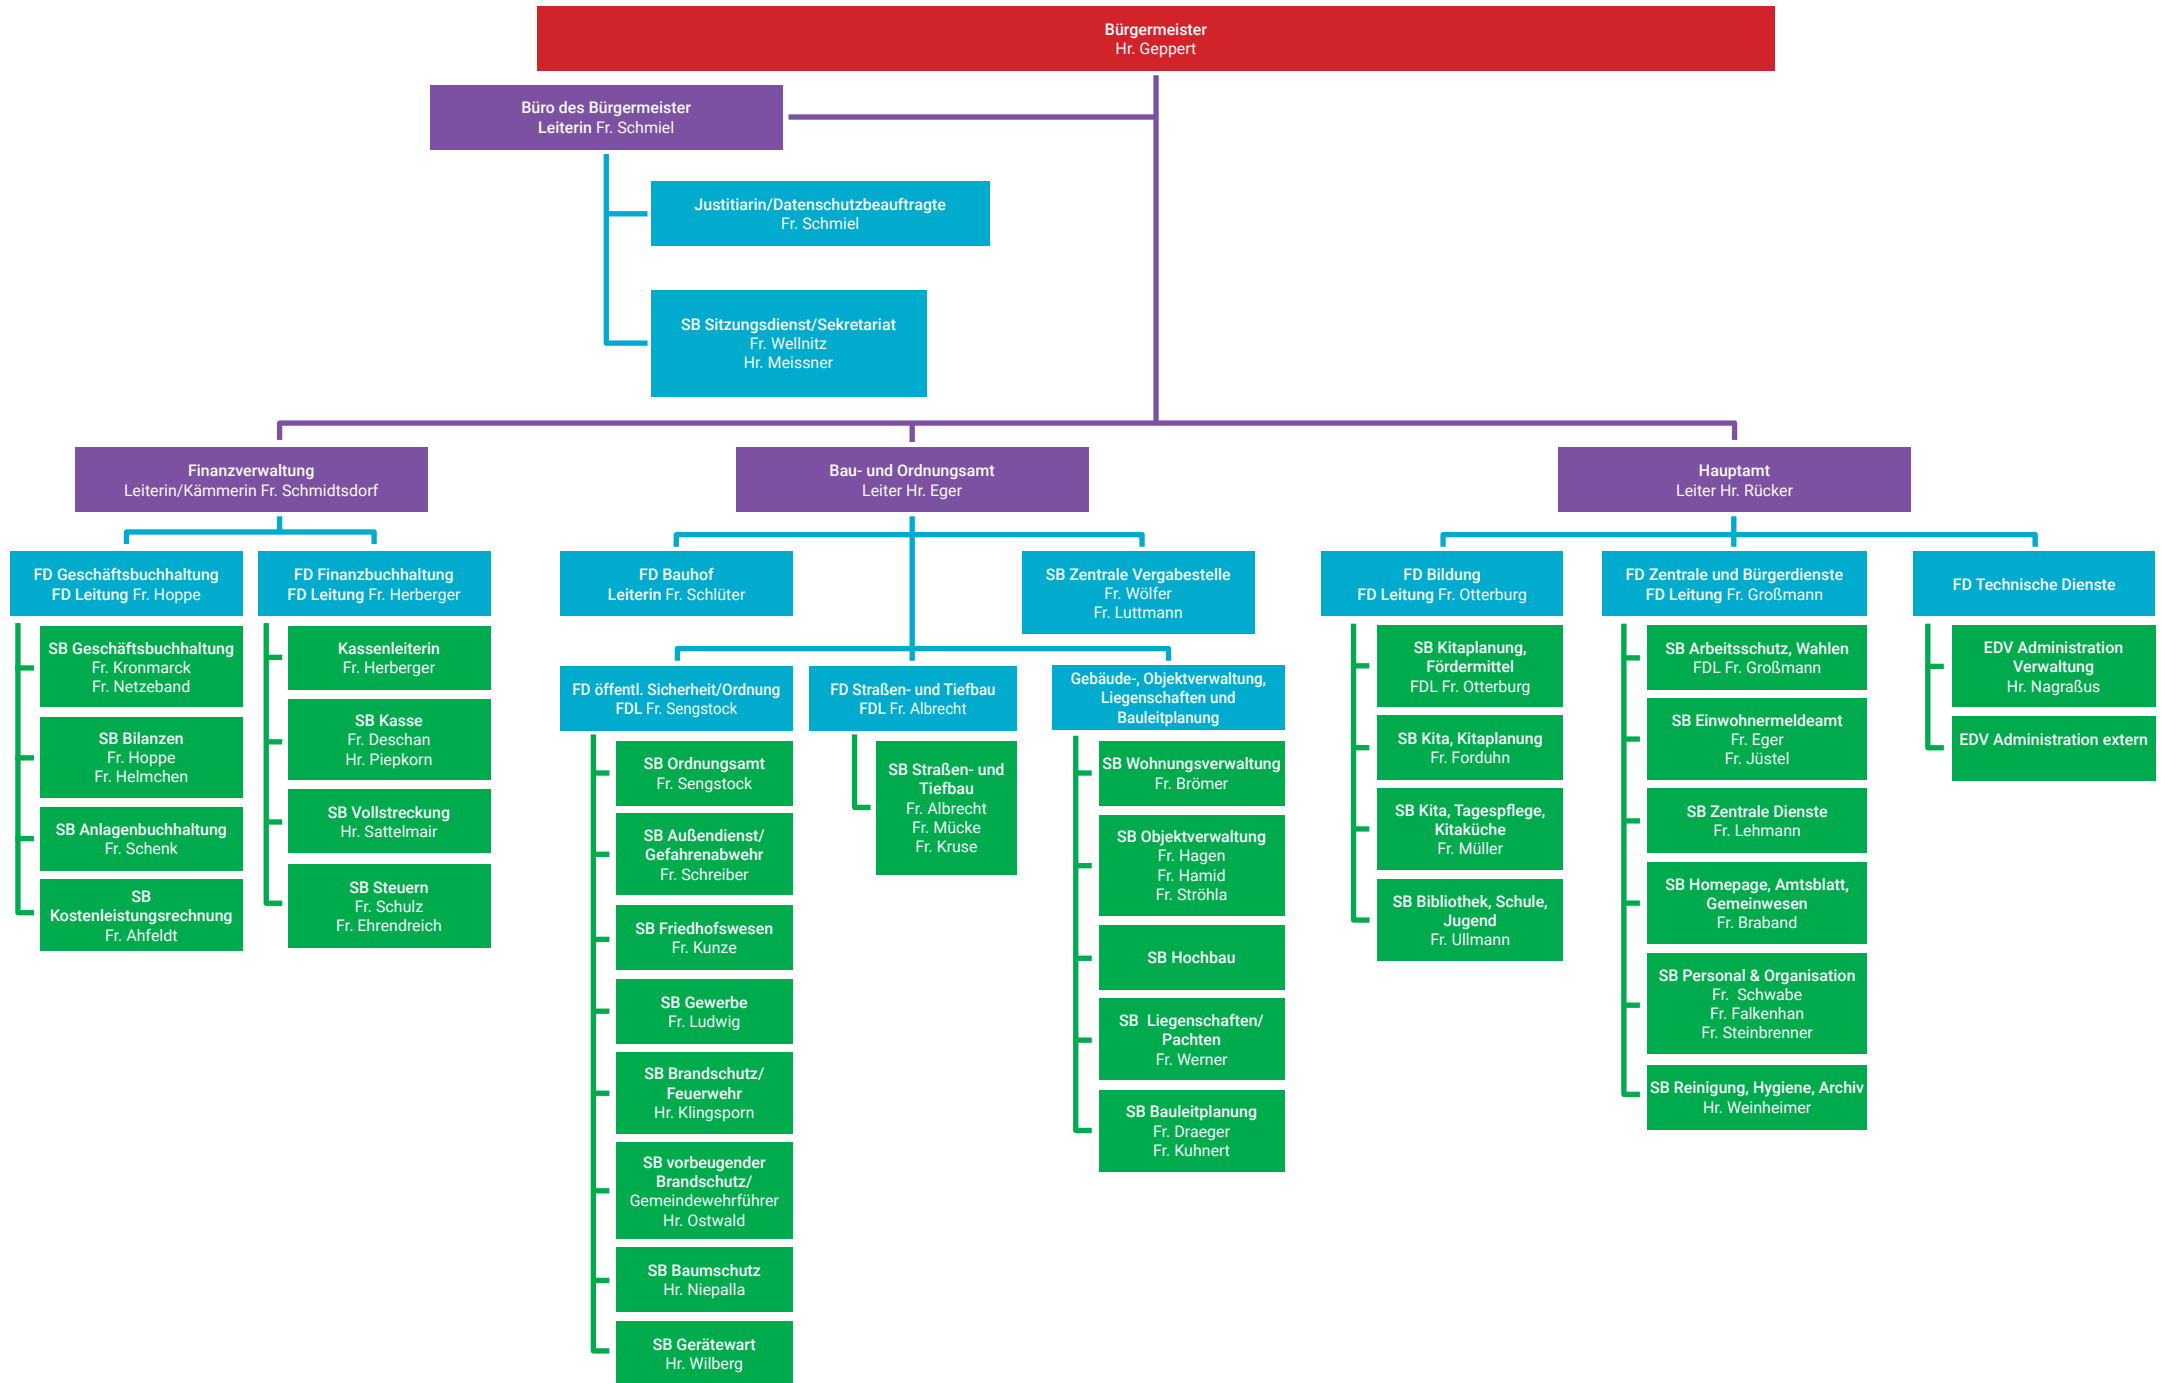 Bürgermeister
Hr. Geppert
Büro des Bürgermeister
Leiterin Fr. Schmiel
Justitiarin/Datenschutzbeauftragte
Fr. Schmiel
SB Sitzungsdienst/Sekretariat
Fr. Wellnitz
Hr. Meissner
Finanzverwaltung
Leiterin/Kämmerin Fr. Schmidtsdorf
FD Geschäftsbuchhaltung
FD Leitung Fr. Hoppe
SB Geschäftsbuchhaltung
Fr. Kronmarck
Fr. Netzeband
SB Bilanzen
Fr. Hoppe
Fr. Helmchen
SB Anlagenbuchhaltung
Fr. Schenk
SB
Kostenleistungsrechnung
Fr. Ahfeldt
FD Finanzbuchhaltung
FD Leitung Fr. Herberger
Kassenleiterin
Fr. Herberger
SB Kasse
Fr. Deschan
Hr. Piepkorn
SB Vollstreckung
Hr. Sattelmair
SB Steuern
Fr. Schulz
Fr. Ehrendreich
Bau- und Ordnungsamt
Leiter Hr. Eger
FD Bauhof
Leiterin Fr. Schlüter
SB Zentrale Vergabestelle
Fr. Wölfer
Fr. Luttmann
FD öffentl. Sicherheit/Ordnung
FDL Fr. Sengstock
SB Ordnungsamt
Fr. Sengstock
SB Außendienst/
Gefahrenabwehr
Fr. Schreiber
SB Friedhofswesen
Fr. Kunze
SB Gewerbe
Fr. Ludwig
SB Brandschutz/
Feuerwehr
Hr. Klingsporn
SB vorbeugender
Brandschutz/
Gemeindewehrführer
Hr. Ostwald
SB Baumschutz
Hr. Niepalla
SB Gerätewart
Hr. Wilberg
FD Straßen- und Tiefbau
FDL Fr. Albrecht
SB Straßen- und
Tiefbau
Fr. Albrecht
Fr. Mücke
Fr. Kruse
Gebäude-, Objektverwaltung,
Liegenschaften und
Bauleitplanung
SB Wohnungsverwaltung
Fr. Brömer
SB Objektverwaltung
Fr. Hagen
Fr. Hamid
Fr. Ströhla
SB Hochbau
SB Liegenschaften/
Pachten
Fr. Werner
SB Bauleitplanung
Fr. Draeger
Fr. Kuhnert
Hauptamt
Leiter Hr. Rücker
FD Bildung
FD Leitung Fr. Otterburg
SB Kitaplanung,
Fördermittel
FDL Fr. Otterburg
SB Kita, Kitaplanung
Fr. Forduhn
SB Kita, Tagespflege,
Kitaküche
Fr. Müller
SB Bibliothek, Schule,
Jugend
Fr. Ullmann
FD Zentrale und Bürgerdienste
FD Leitung Fr. Großmann
SB Arbeitsschutz, Wahlen
FDL Fr. Großmann
SB Einwohnermeldeamt
Fr. Eger
Fr. Jüstel
SB Zentrale Dienste
Fr. Lehmann
SB Homepage, Amtsblatt,
Gemeinwesen
Fr. Braband
SB Personal & Organisation
Fr. Schwabe
Fr. Falkenhan
Fr. Steinbrenner
SB Reinigung, Hygiene, Archiv
Hr. Weinheimer
FD Technische Dienste
EDV Administration
Verwaltung
Hr. Nagraßus
EDV Administration extern